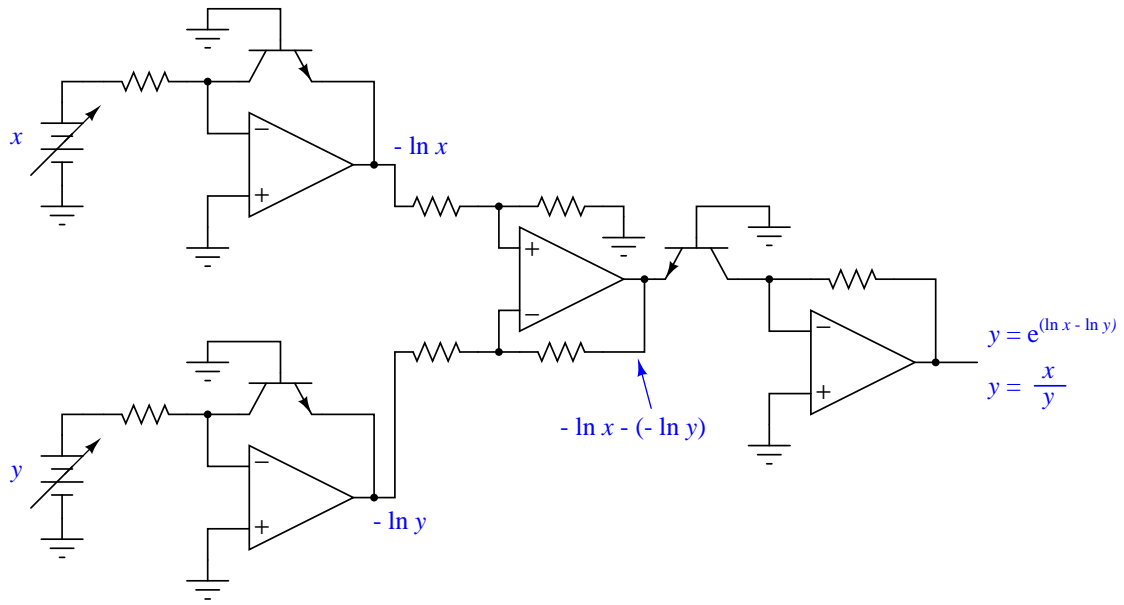 x
−
+
- ln x
+
−
- ln x - (- ln y)
y
−
+
- ln y
−
+
y = e^(ln x - ln y)
y = x/y